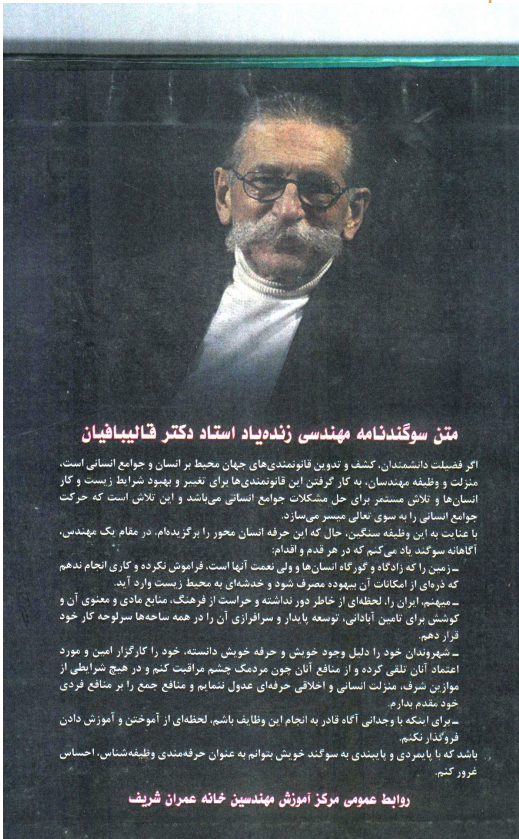 متن سوگندنامه مهندسی زنده‌یاد استاد دکتر قالیبافیان
اگر فضیلت دانشمندان، کشف و تدوین قانونمندی‌های جهان محیط بر انسان و جوامع انسانی است،
منزلت و وظیفه مهندسان، به کار گرفتن این قانونمندی‌ها برای تغییر و بهبود شرایط زیست و کار
انسان‌ها و تلاش مستمر برای حل مشکلات جوامع انسانی می‌باشد و این تلاش است که حرکت
جوامع انسانی را به سوی تعالی میسر می‌سازد.
با عنایت به این وظیفه سنگین، حال که این حرفه انسان محور را برگزیده‌ام، در مقام یک مهندس،
آگاهانه سوگند یاد می‌کنم که در هر قدم و اقدام:
ـ زمین را که زادگاه و گورگاه انسان‌ها و ولی نعمت آنها است، فراموش نکرده و کاری انجام ندهم
که ذره‌ای از امکانات آن بیهوده مصرف شود و خدشه‌ای به محیط زیست وارد آید.
ـ میهنم، ایران را، لحظه‌ای از خاطر دور نداشته و حراست از فرهنگ، منابع مادی و معنوی آن و
کوشش برای تامین آبادانی، توسعه پایدار و سرافرازی آن را در همه ساحه‌ها سرلوحه کار خود
قرار دهم.
ـ شهروندان خود را دلیل وجود خویش و حرفه خویش دانسته، خود را کارگزار امین و مورد
اعتماد آنان تلقی کرده و از منافع آنان چون مردمک چشم مراقبت کنم و در هیچ شرایطی از
موازین شرف، منزلت انسانی و اخلاقی حرفه‌ای عدول ننمایم و منافع جمع را بر منافع فردی
خود مقدم بدارم.
ـ برای اینکه با وجدانی آگاه قادر به انجام این وظایف باشم، لحظه‌ای از آموختن و آموزش دادن
فروگذار نکنم.
باشد که با پایمردی و پایبندی به سوگند خویش بتوانم به عنوان حرفه‌مندی وظیفه‌شناس، احساس
غرور کنم.
روابط عمومی مرکز آموزش مهندسین خانه عمران شریف